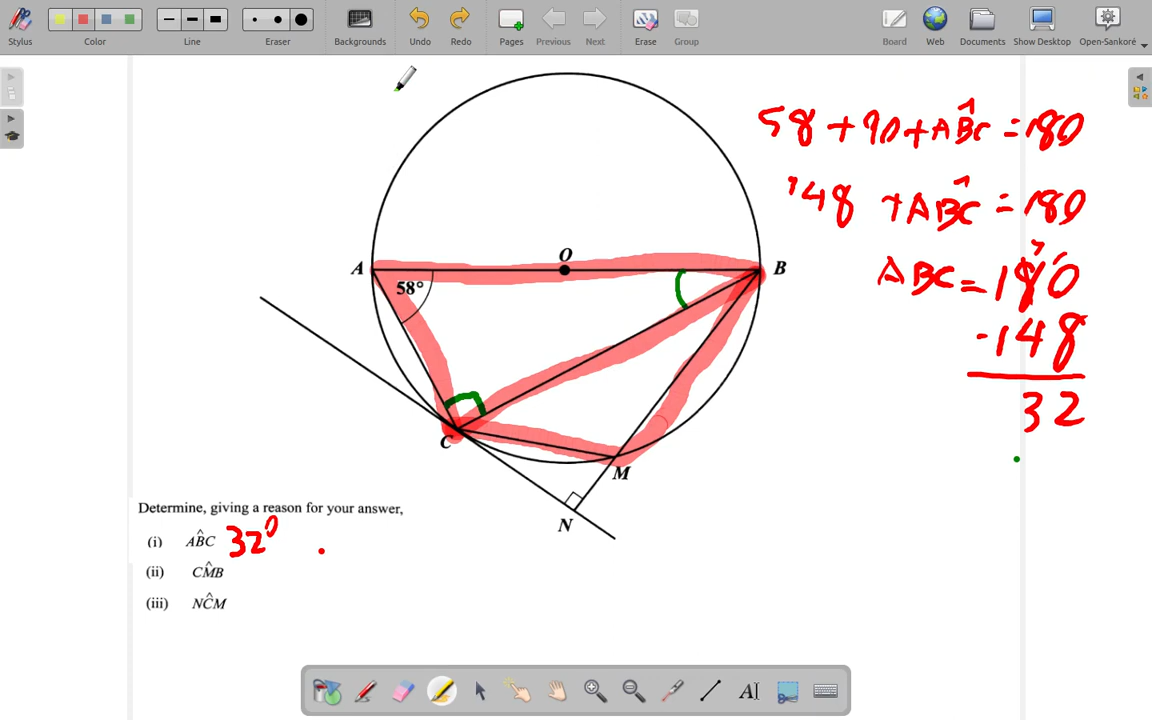 Stylus Color Line Eraser Backgrounds Undo Redo Pages Previous Next Erase Group Board Web Documents Show Desktop Open-Sankoré
58 + 90 + AB̂C = 180
148 + AB̂C = 180
ABC = 180
- 148
32
A
O
B
58°
C
M
N
Determine, giving a reason for your answer,
(i) AB̂C 32⁰
(ii) CM̂B
(iii) NĈM